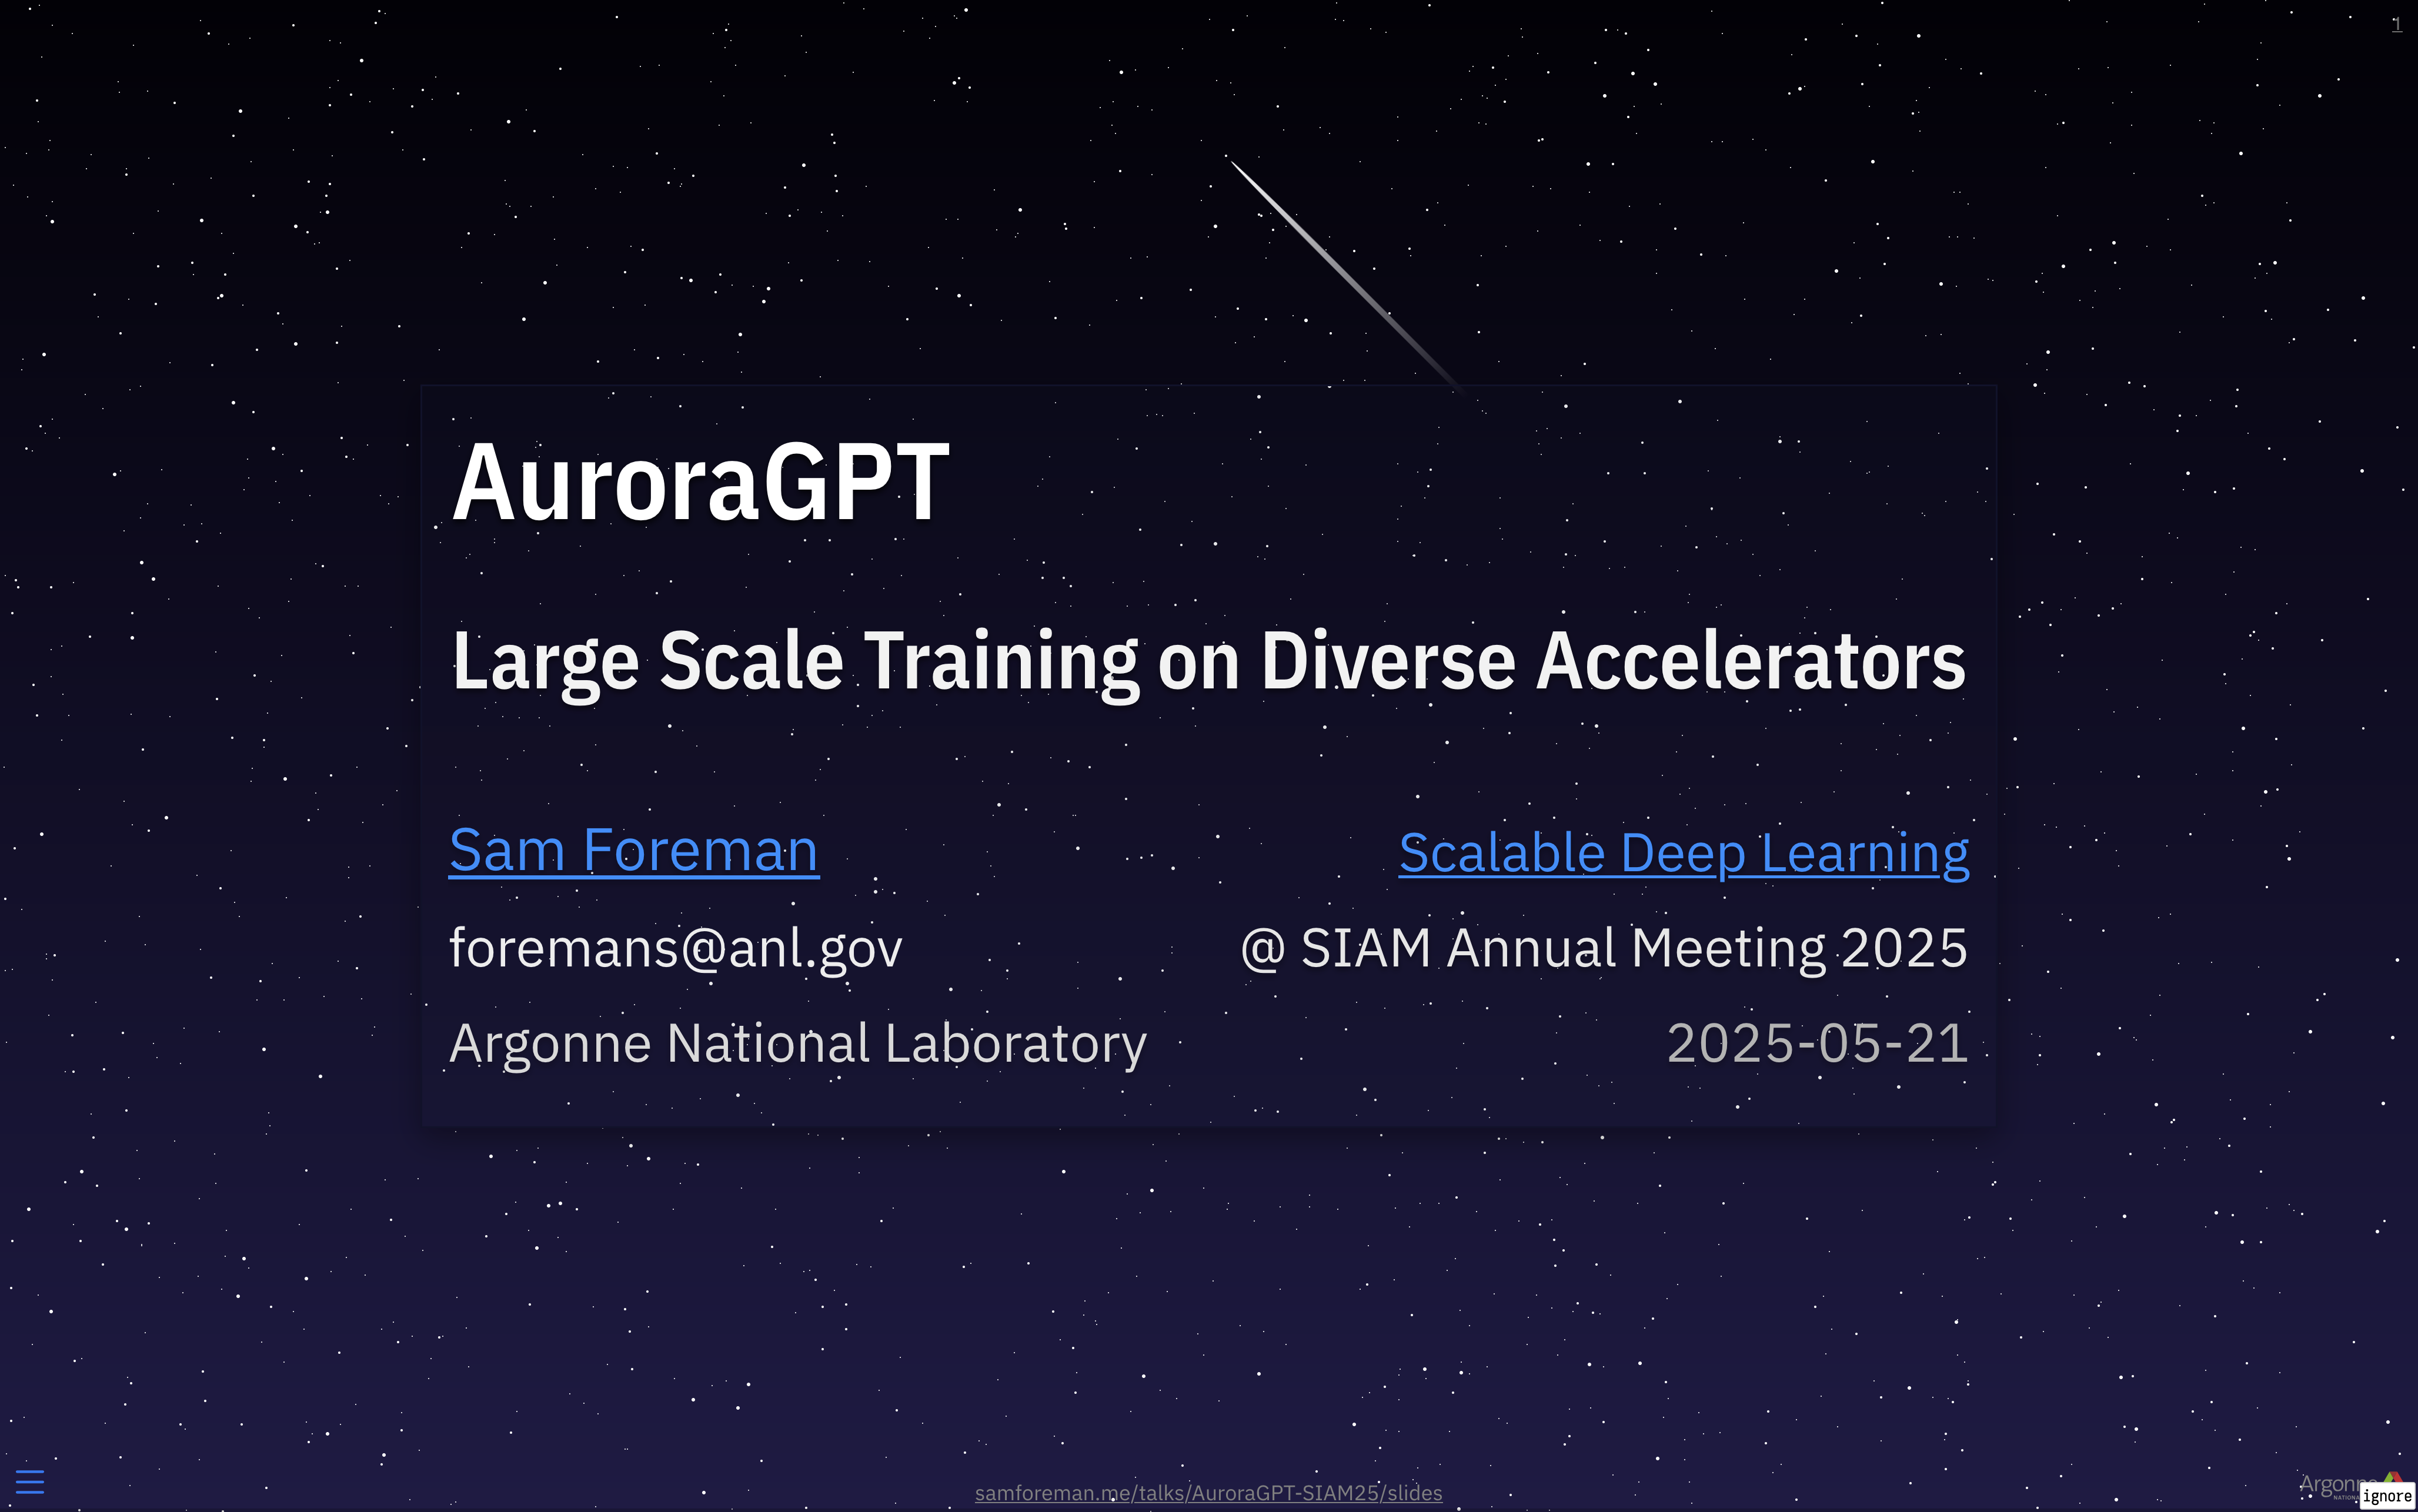 1
AuroraGPT
Large Scale Training on Diverse Accelerators
Sam Foreman
Scalable Deep Learning
foremans@anl.gov
@ SIAM Annual Meeting 2025
Argonne National Laboratory
2025-05-21
samforeman.me/talks/AuroraGPT-SIAM25/slides
ignore